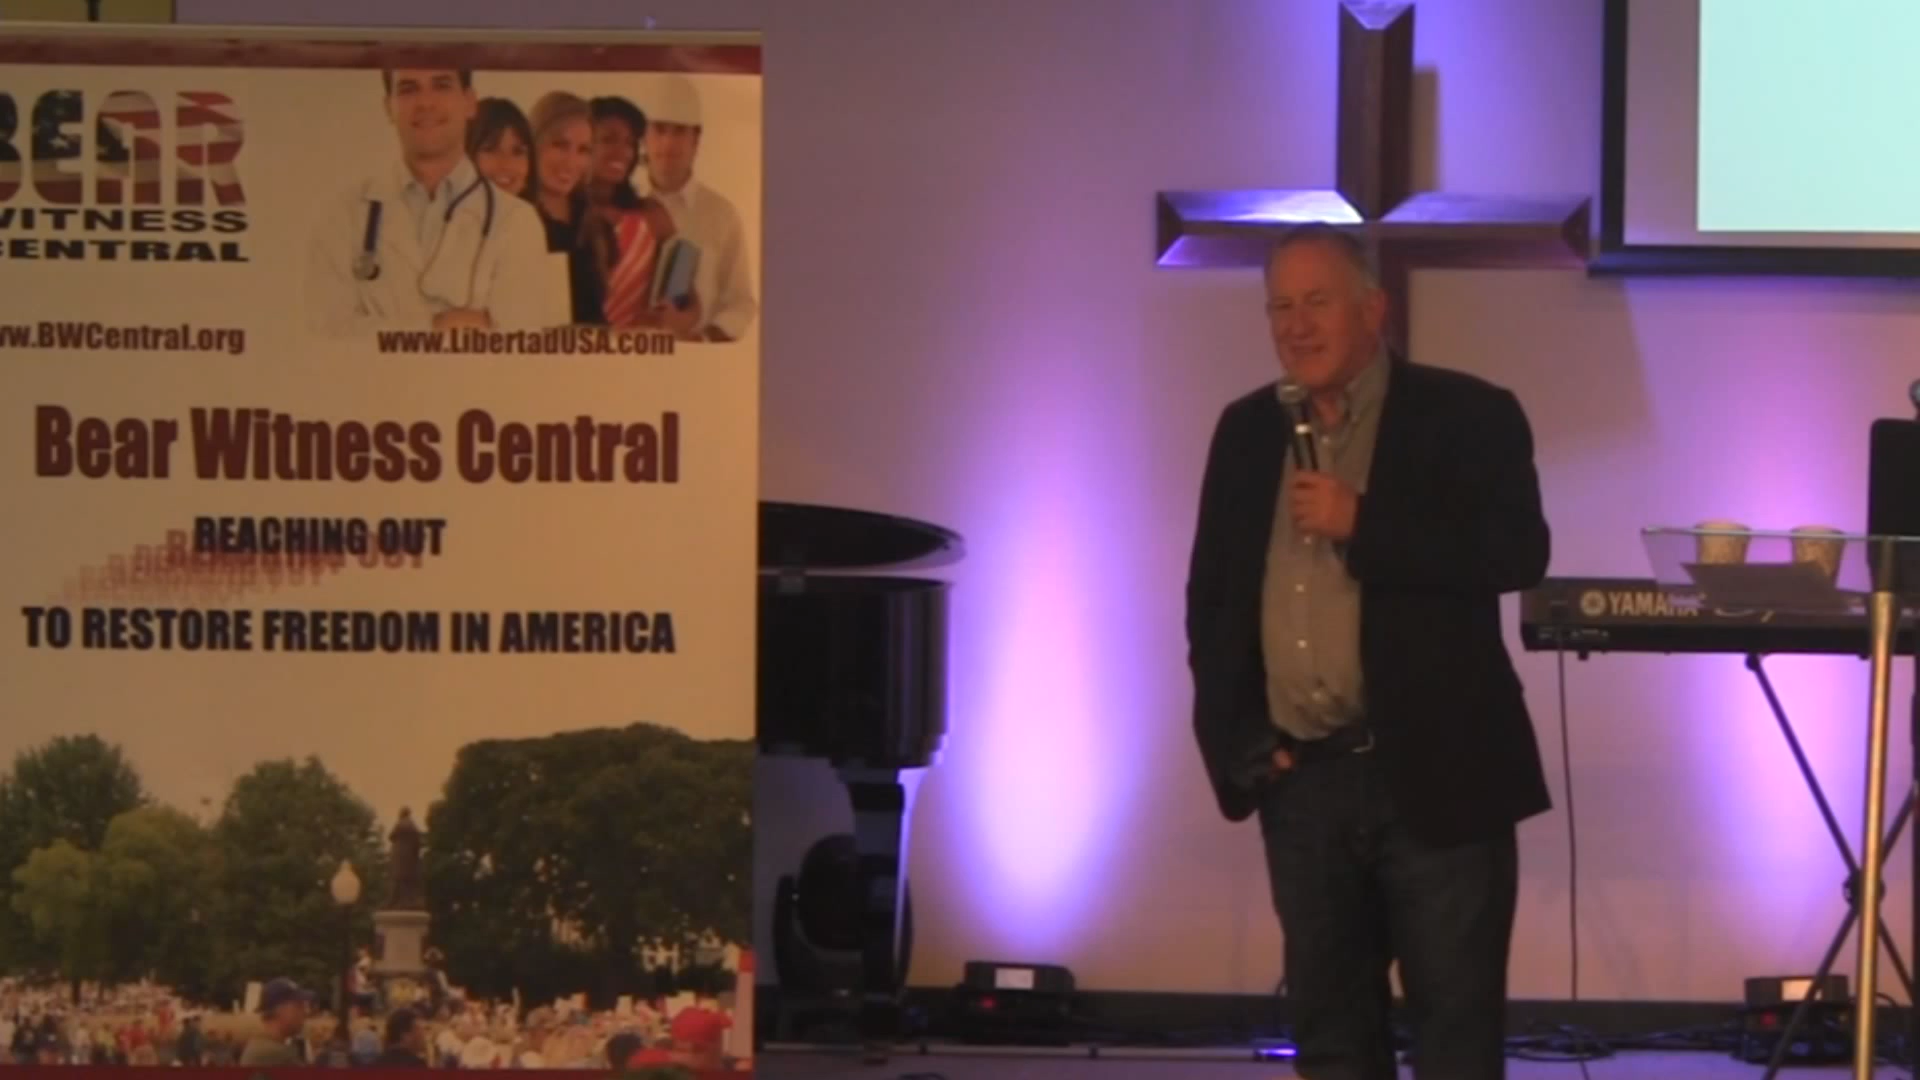 BEAR
WITNESS
CENTRAL
www.BWCentral.org
www.LibertadUSA.com
Bear Witness Central
REACHING OUT
TO RESTORE FREEDOM IN AMERICA
YAMAHA